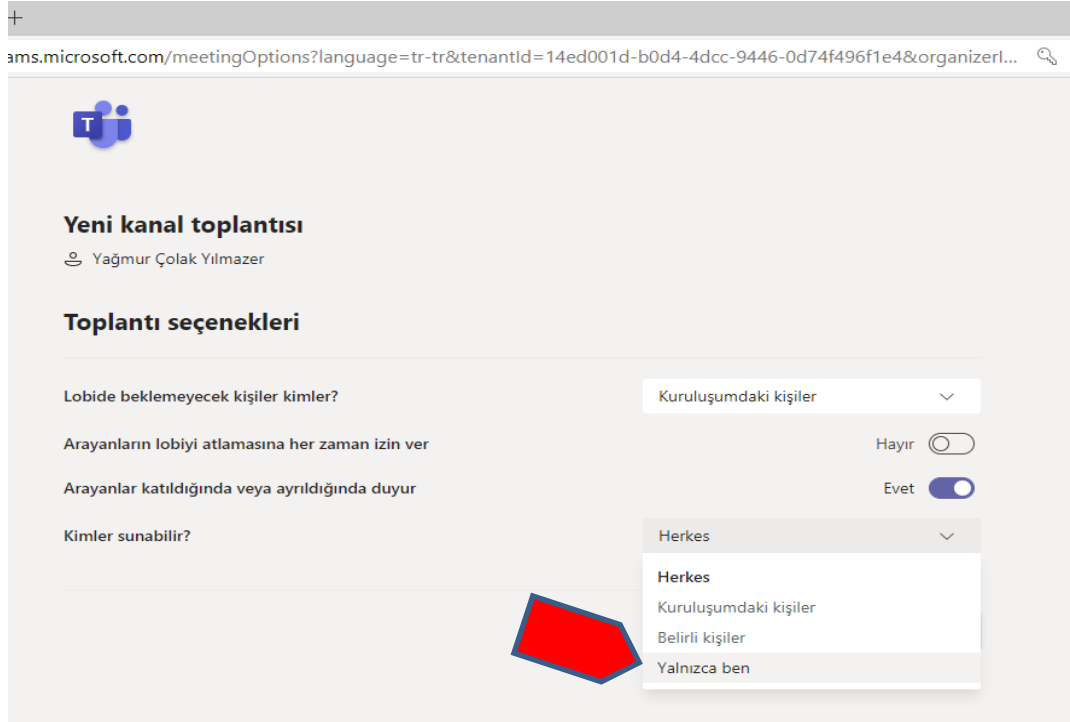 ams.microsoft.com/meetingOptions?language=tr-tr&tenantId=14ed001d-b0d4-4dcc-9446-0d74f496f1e4&organizerI...
T
Yeni kanal toplantısı
Yağmur Çolak Yılmazer
Toplantı seçenekleri
Lobide beklemeyecek kişiler kimler? Kuruluşumdaki kişiler
Arayanların lobiyi atlamasına her zaman izin ver Hayır
Arayanlar katıldığında veya ayrıldığında duyur Evet
Kimler sunabilir? Herkes
Herkes
Kuruluşumdaki kişiler
Belirli kişiler
Yalnızca ben